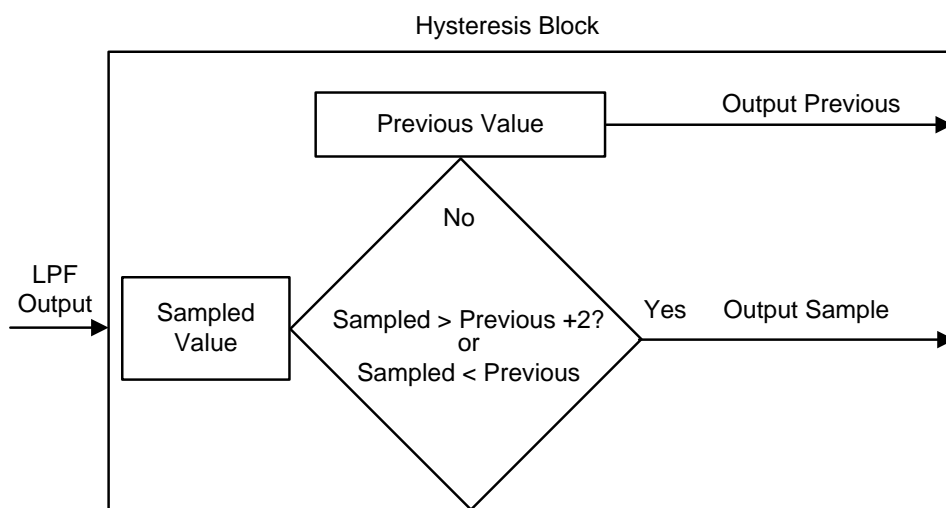 Hysteresis Block
Output Previous
Previous Value
No
LPF
Output
Sampled
Value
Sampled > Previous +2?
or
Sampled < Previous
Yes
Output Sample